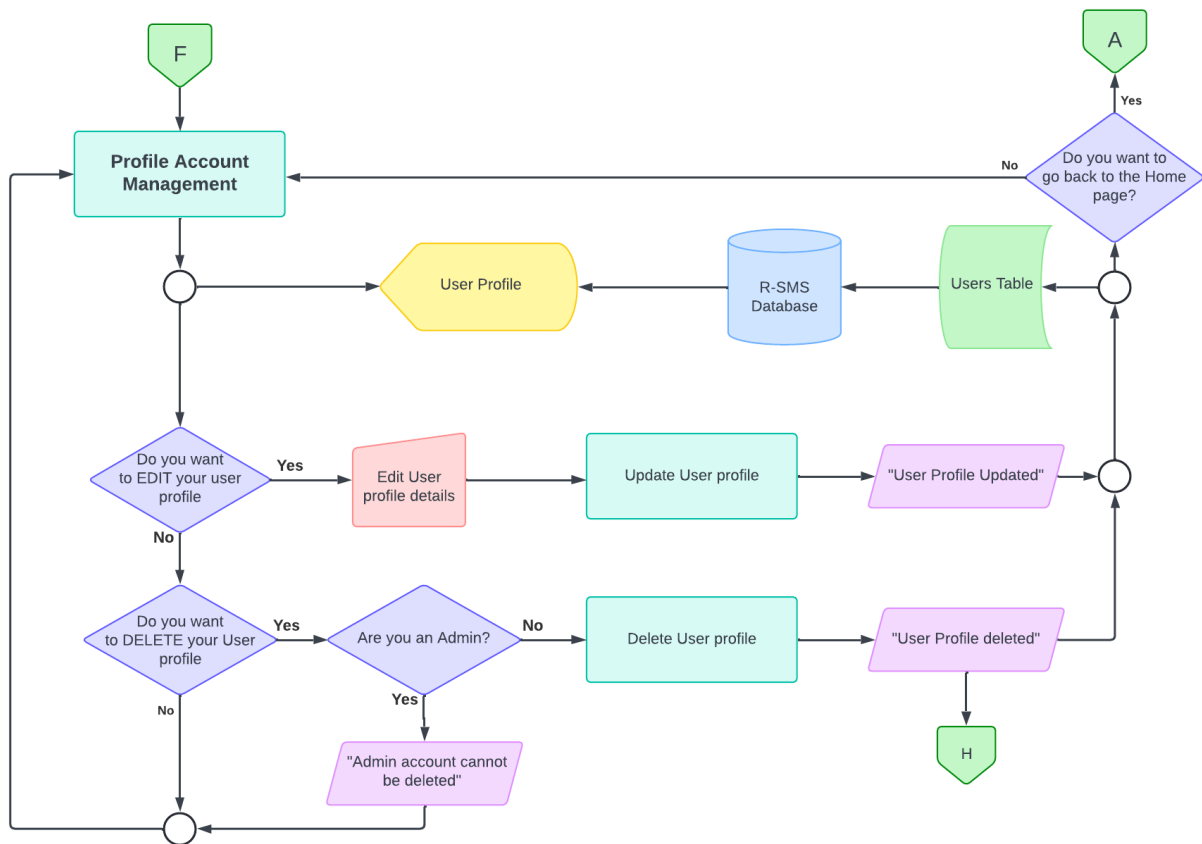 F
A
Yes
Profile Account
Management
No
Do you want to
go back to the Home
page?
User Profile
R-SMS
Database
Users Table
Do you want
to EDIT your user
profile
Yes
Edit User
profile details
Update User profile
"User Profile Updated"
No
Do you want
to DELETE your User
profile
Yes
Are you an Admin?
No
Delete User profile
"User Profile deleted"
No
Yes
"Admin account cannot
be deleted"
H